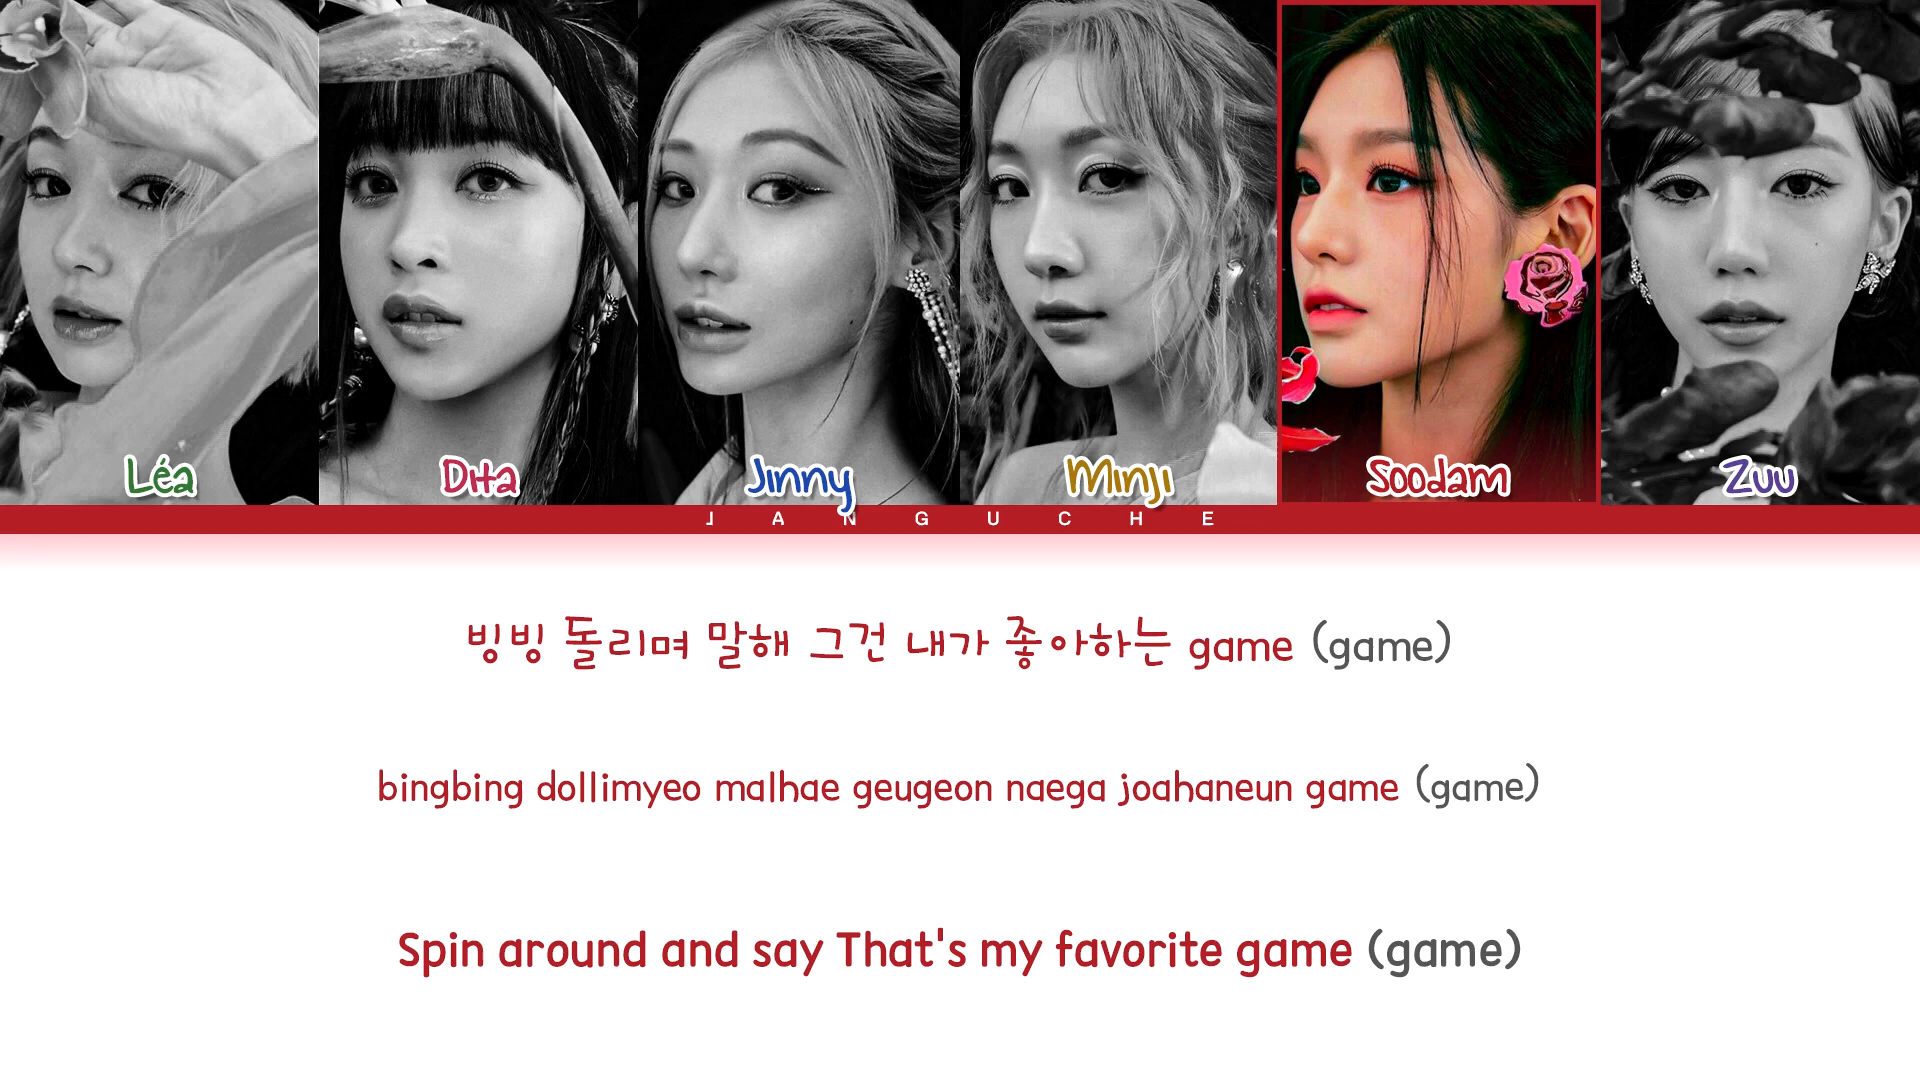 Léa
Dita
Jinny
Minji
Soodam
Zuu
JANGUCHE
빙빙 돌리며 말해 그건 내가 좋아하는 game (game)
bingbing dollimyeo malhae geugeon naega joahaneun game (game)
Spin around and say That's my favorite game (game)